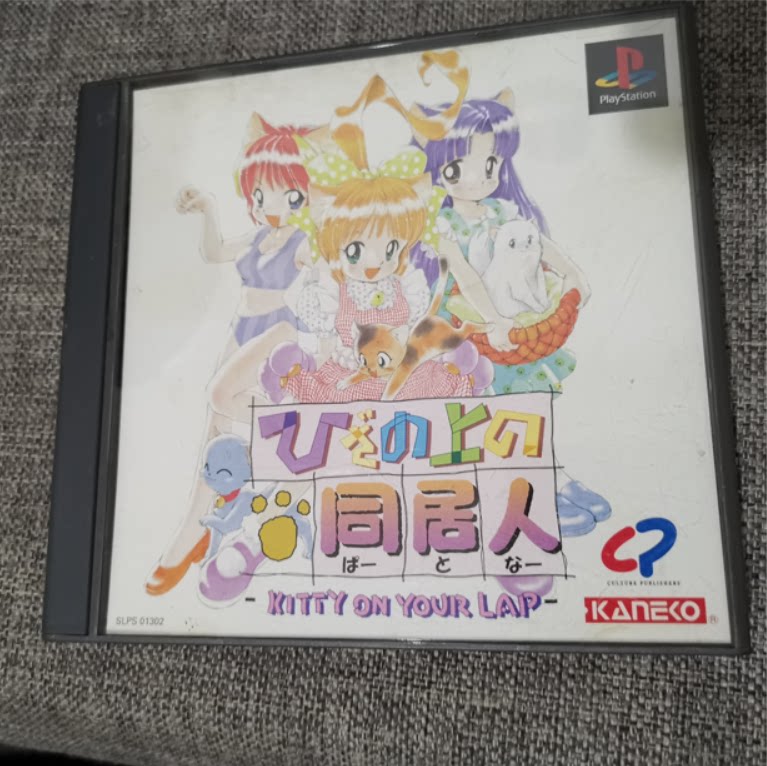 PlayStation
ひざの上の
同居人
ぱーとなー
- KITTY ON YOUR LAP -
CP
CULTURE PUBLISHERS
KANEKO ®
SLPS 01302